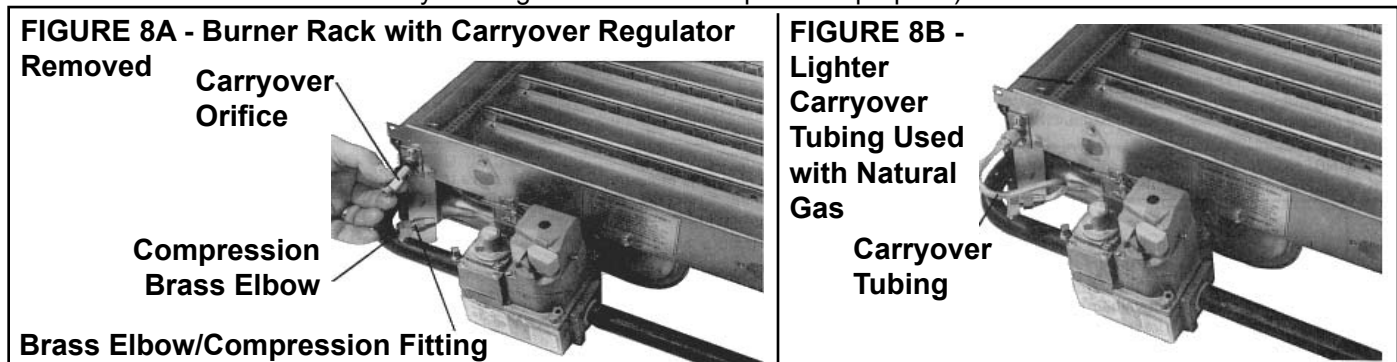 FIGURE 8A - Burner Rack with Carryover Regulator
Removed
Carryover
Orifice
Compression
Brass Elbow
Brass Elbow/Compression Fitting
FIGURE 8B -
Lighter
Carryover
Tubing Used
with Natural
Gas
Carryover
Tubing